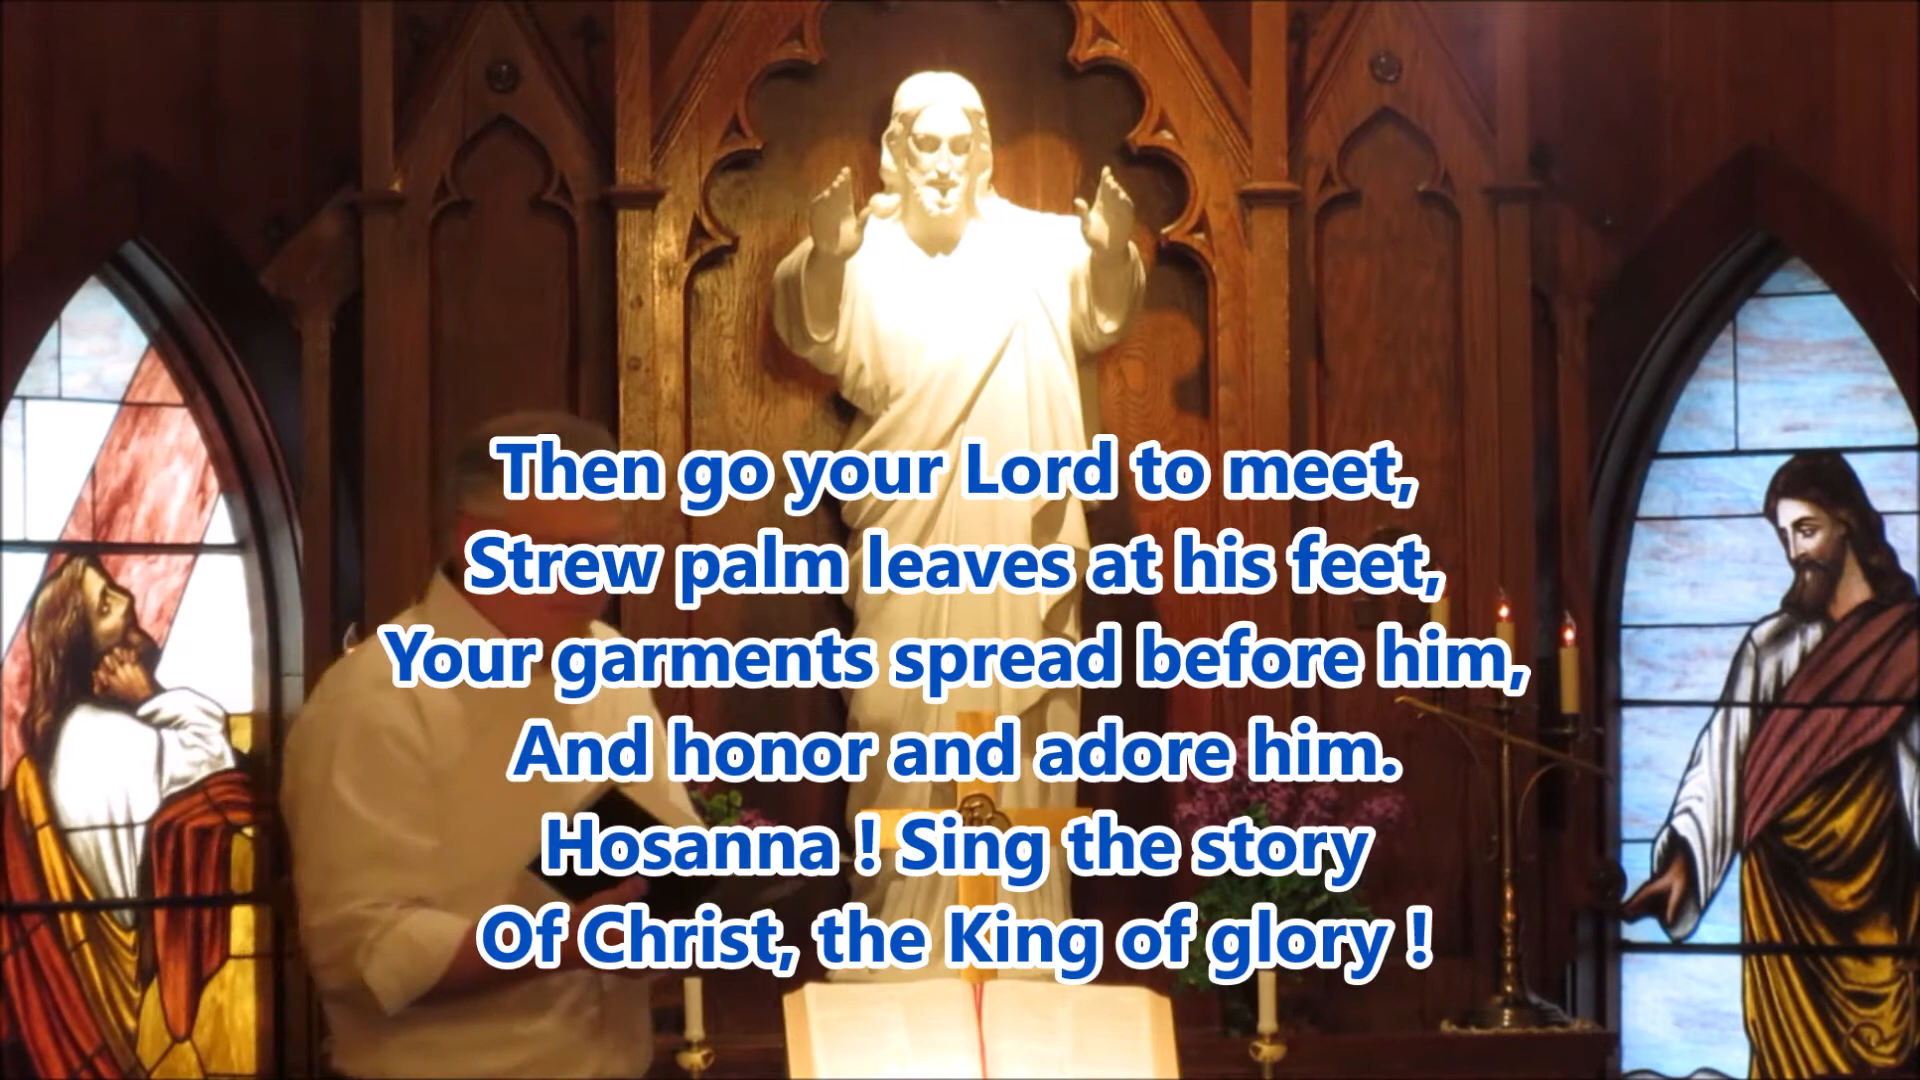 Then go your Lord to meet,
Strew palm leaves at his feet,
Your garments spread before him,
And honor and adore him.
Hosanna ! Sing the story
Of Christ, the King of glory !